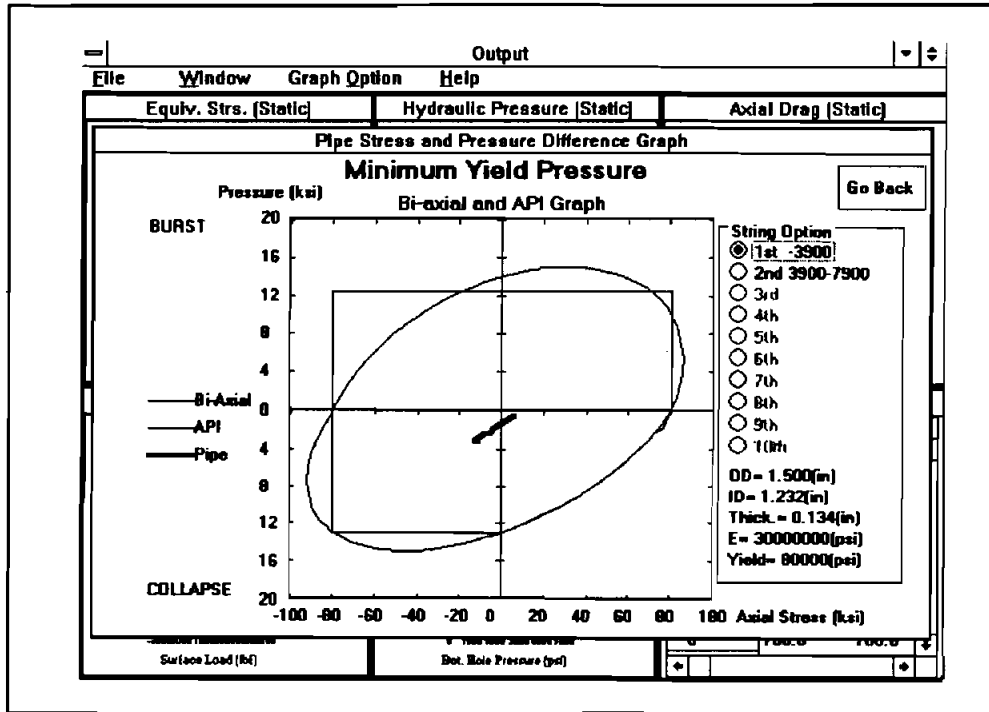 Output
File Window Graph Option Help
Equiv. Strs. (Static) Hydraulic Pressure (Static) Axial Drag (Static)
Pipe Stress and Pressure Difference Graph
Minimum Yield Pressure
Go Back
Pressure (ksi)
Bi-axial and API Graph
BURST
20
16
12
8
4
0
4
8
12
16
20
Bi-Axial
API
Pipe
COLLAPSE
-100 -80 -60 -40 -20 0 20 40 60 80 100 Axial Stress (ksi)
String Option
1st -3900
2nd 3900-7900
3rd
4th
5th
6th
7th
8th
9th
10th
OD= 1.500(in)
ID= 1.232(in)
Thick.= 0.134(in)
E= 30000000(psi)
Yield= 80000(psi)
Surface Load (lbf) Bot. Hole Pressure (psi)